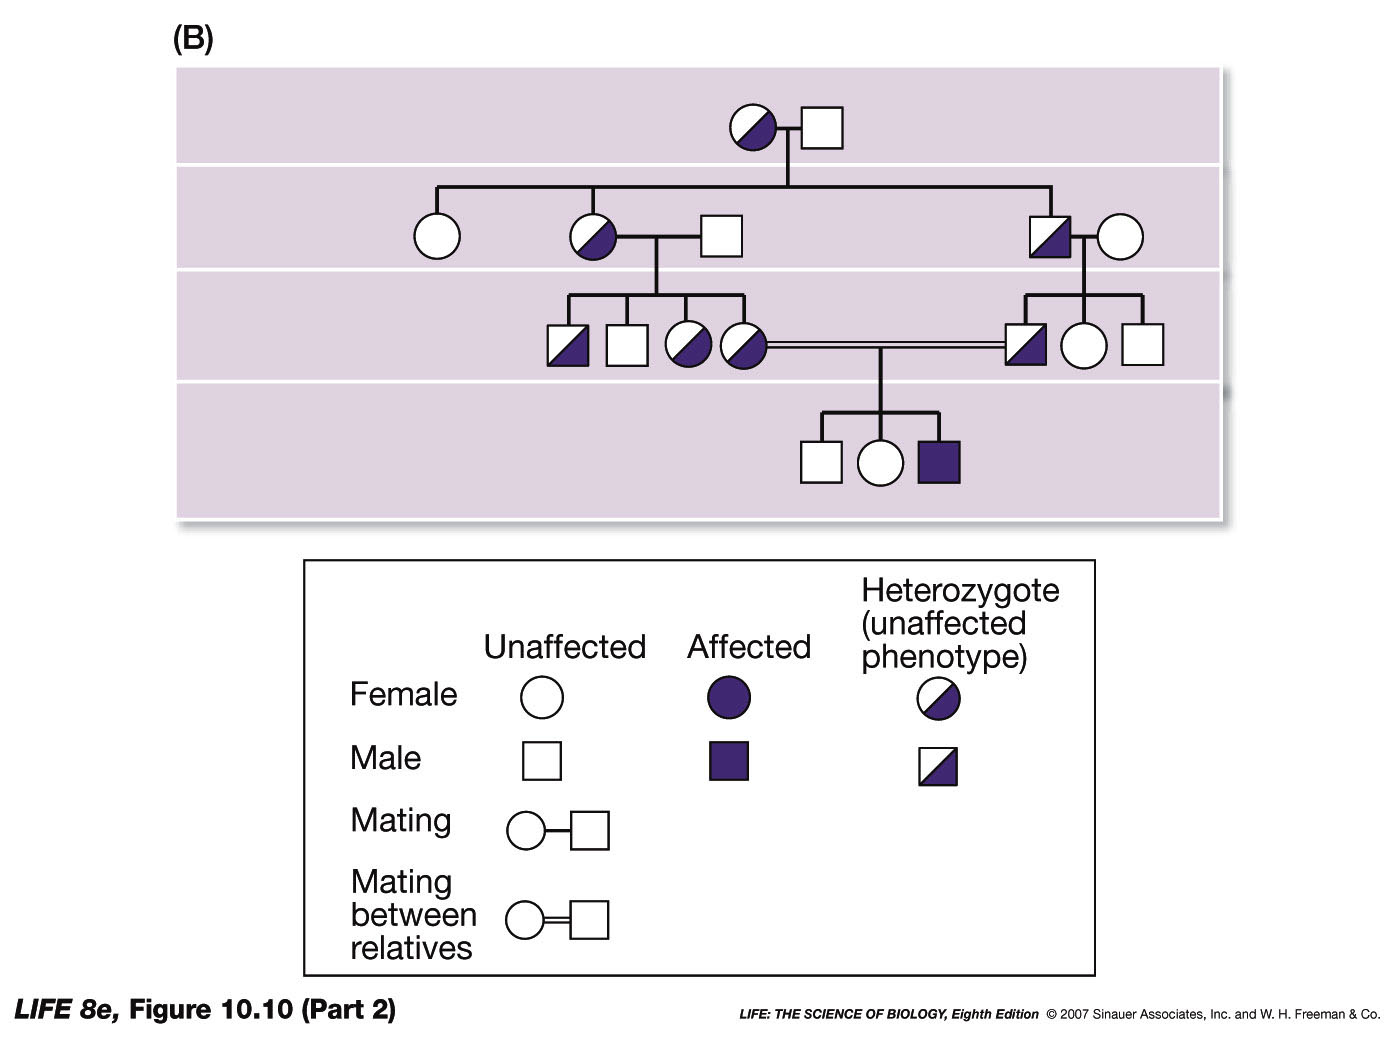 (B)
Heterozygote
(unaffected
phenotype)
Unaffected
Affected
Female
Male
Mating
Mating
between
relatives
LIFE 8e, Figure 10.10 (Part 2)
LIFE: THE SCIENCE OF BIOLOGY, Eighth Edition © 2007 Sinauer Associates, Inc. and W. H. Freeman & Co.